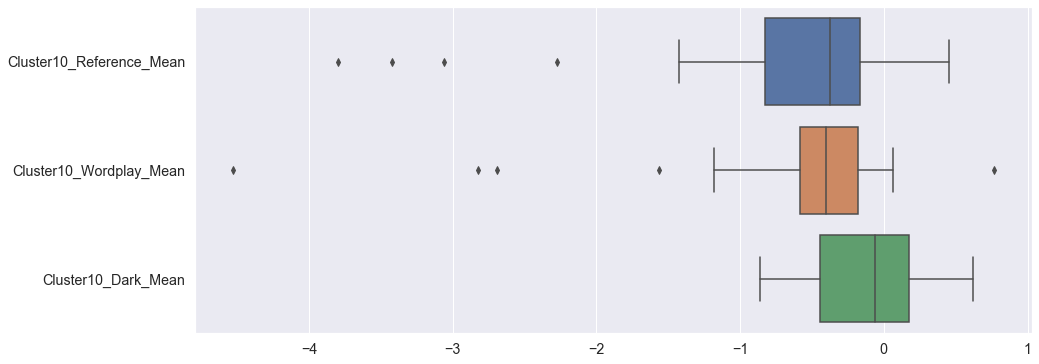 Cluster10_Reference_Mean
Cluster10_Wordplay_Mean
Cluster10_Dark_Mean
−4 −3 −2 −1 0 1